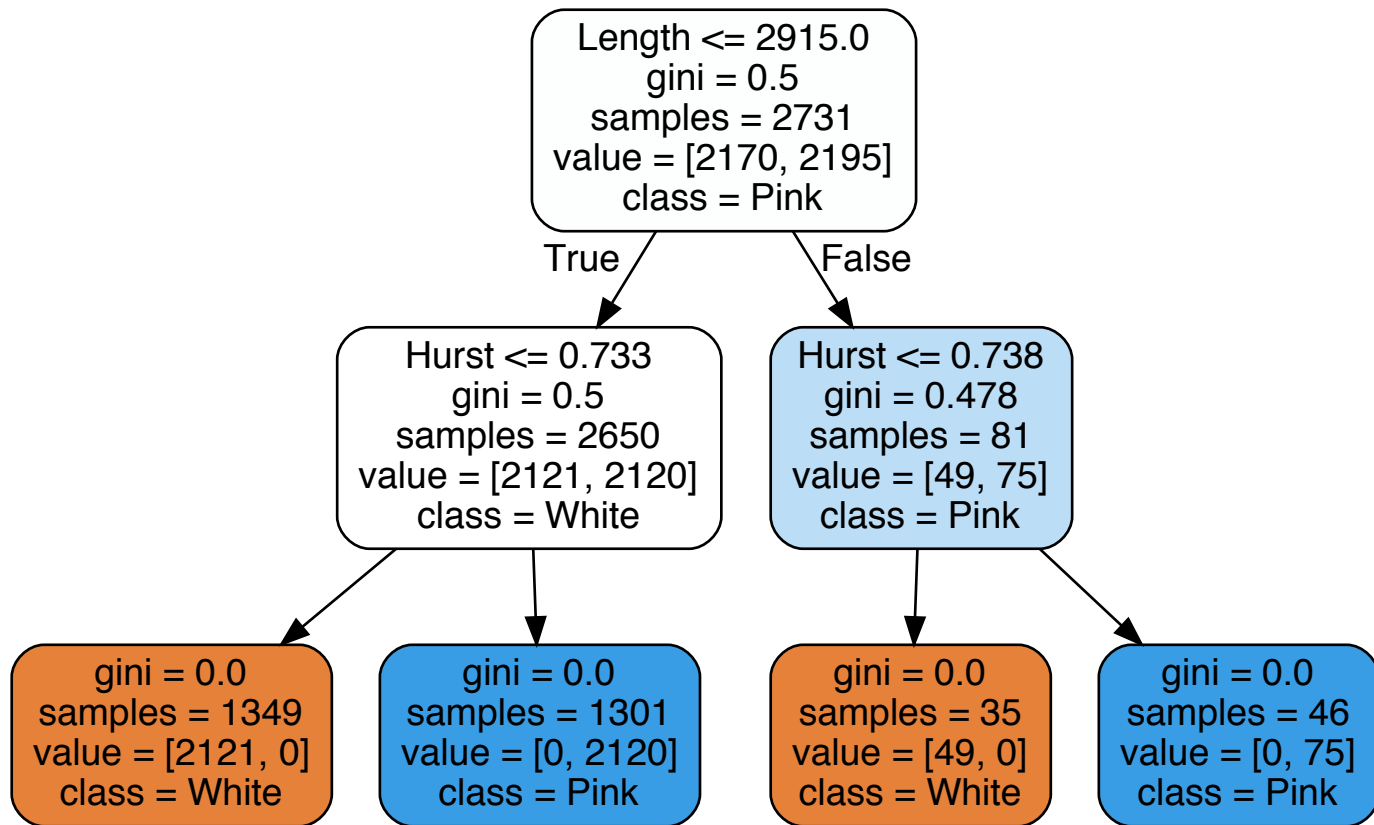 Length <= 2915.0
gini = 0.5
samples = 2731
value = [2170, 2195]
class = Pink
True
False
Hurst <= 0.733
gini = 0.5
samples = 2650
value = [2121, 2120]
class = White
Hurst <= 0.738
gini = 0.478
samples = 81
value = [49, 75]
class = Pink
gini = 0.0
samples = 1349
value = [2121, 0]
class = White
gini = 0.0
samples = 1301
value = [0, 2120]
class = Pink
gini = 0.0
samples = 35
value = [49, 0]
class = White
gini = 0.0
samples = 46
value = [0, 75]
class = Pink